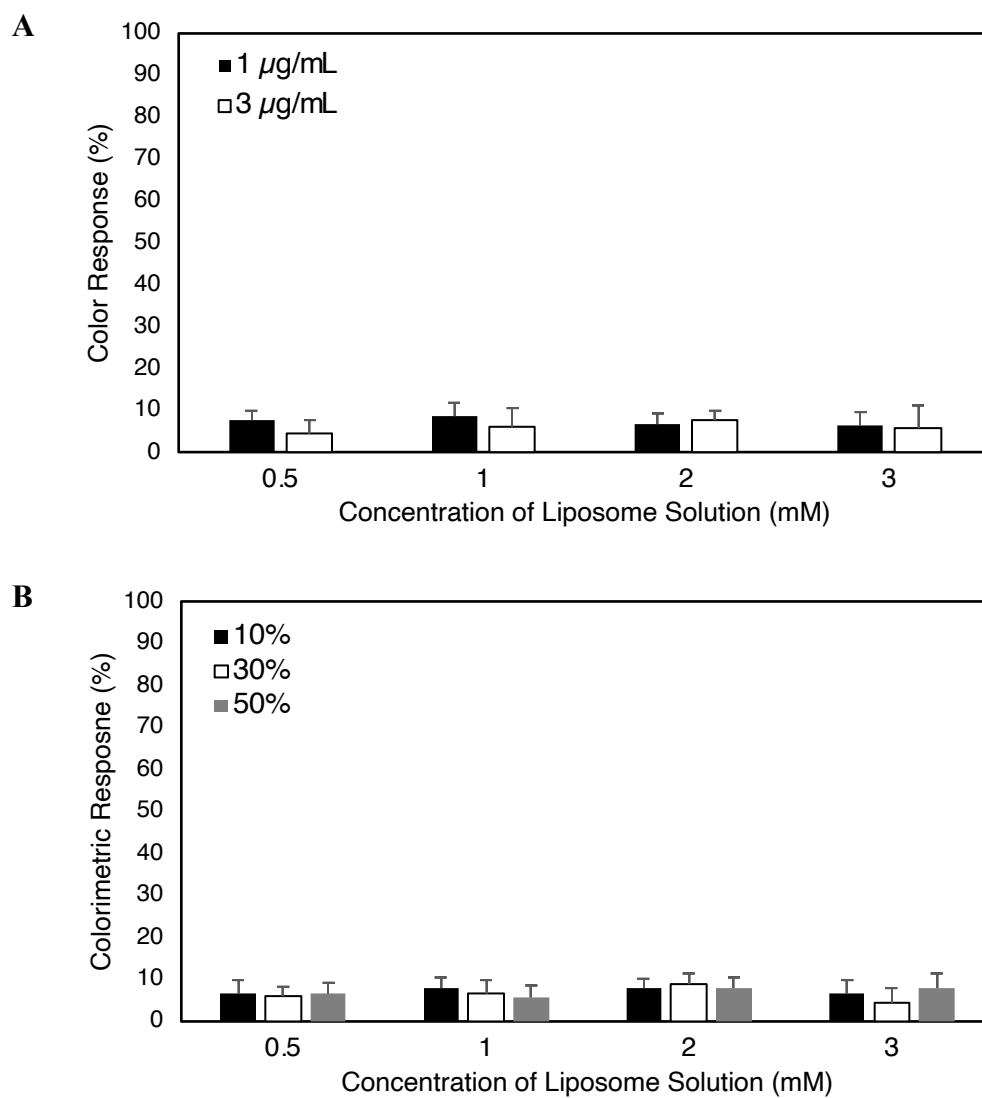 A
100
90
80
70
60
50
40
30
20
10
0
Color Response (%)
1 µg/mL
3 µg/mL
0.5 1 2 3
Concentration of Liposome Solution (mM)
B
100
90
80
70
60
50
40
30
20
10
0
Colorimetric Resposne (%)
10%
30%
50%
0.5 1 2 3
Concentration of Liposome Solution (mM)